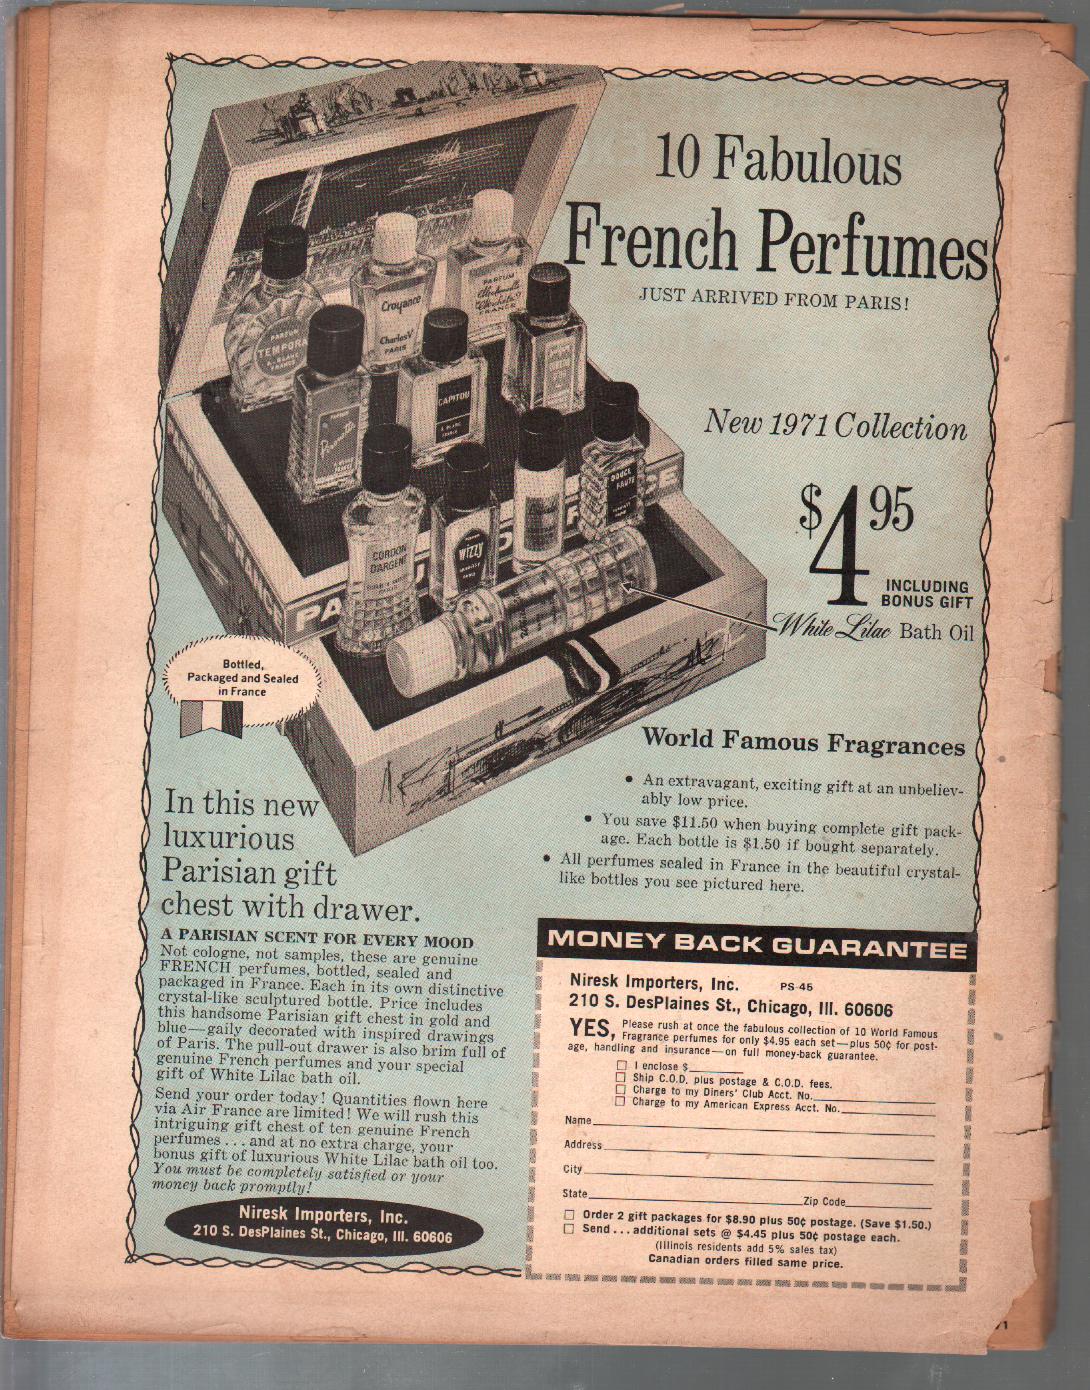 10 Fabulous
French Perfumes
JUST ARRIVED FROM PARIS!
New 1971 Collection
$4.95
INCLUDING
BONUS GIFT
White Lilac Bath Oil
PARFUM
TEMPORA
Croyance
Charles V
PARIS
PARFUM
FRANCE
CAPITOU
DOUCE
FAUTE
CORDON
D'ARGENT
Wizzy
PA
Bottled,
Packaged and Sealed
in France
World Famous Fragrances
• An extravagant, exciting gift at an unbeliev-
ably low price.
• You save $11.50 when buying complete gift pack-
age. Each bottle is $1.50 if bought separately.
• All perfumes sealed in France in the beautiful crystal-
like bottles you see pictured here.
In this new
luxurious
Parisian gift
chest with drawer.
A PARISIAN SCENT FOR EVERY MOOD
Not cologne, not samples, these are genuine
FRENCH perfumes, bottled, sealed and
packaged in France. Each in its own distinctive
crystal-like sculptured bottle. Price includes
this handsome Parisian gift chest in gold and
blue—gaily decorated with inspired drawings
of Paris. The pull-out drawer is also brim full of
genuine French perfumes and your special
gift of White Lilac bath oil.
Send your order today! Quantities flown here
via Air France are limited! We will rush this
intriguing gift chest of ten genuine French
perfumes . . . and at no extra charge, your
bonus gift of luxurious White Lilac bath oil too.
You must be completely satisfied or your
money back promptly!
Niresk Importers, Inc.
210 S. DesPlaines St., Chicago, Ill. 60606
MONEY BACK GUARANTEE
Niresk Importers, Inc. PS-45
210 S. DesPlaines St., Chicago, Ill. 60606
YES, Please rush at once the fabulous collection of 10 World Famous
Fragrance perfumes for only $4.95 each set—plus 50¢ for post-
age, handling and insurance—on full money-back guarantee.
☐ I enclose $
☐ Ship C.O.D. plus postage & C.O.D. fees.
☐ Charge to my Diners' Club Acct. No.
☐ Charge to my American Express Acct. No.
Name
Address
City
State Zip Code
☐ Order 2 gift packages for $8.90 plus 50¢ postage. (Save $1.50.)
☐ Send . . . additional sets @ $4.45 plus 50¢ postage each.
(Illinois residents add 5% sales tax)
Canadian orders filled same price.
71